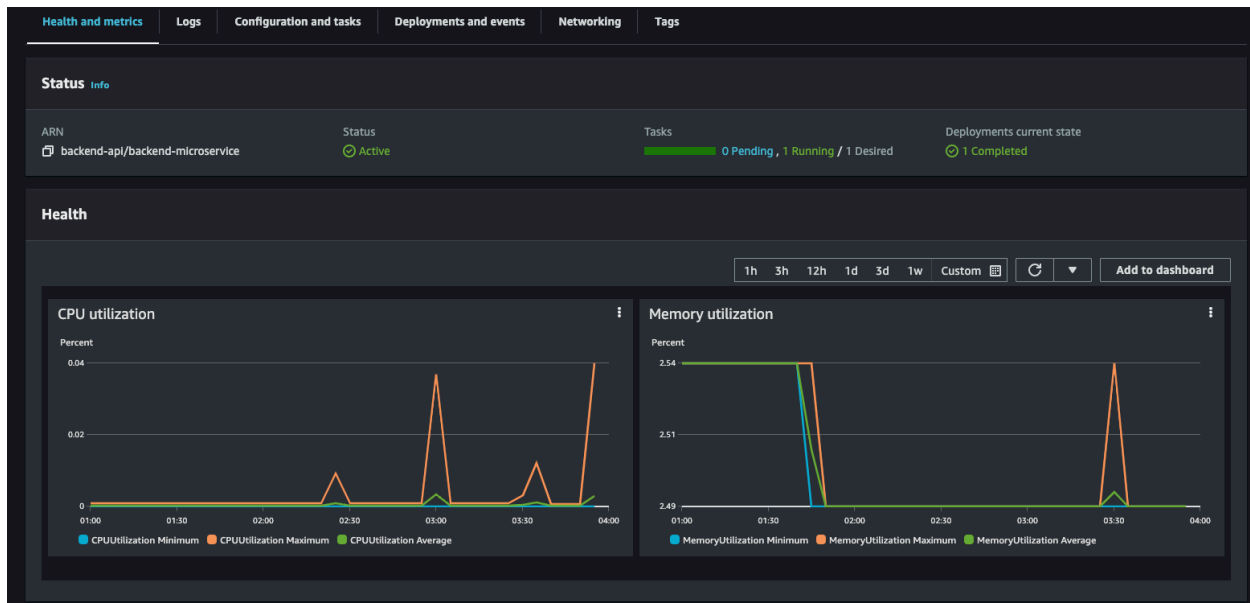 Health and metrics Logs Configuration and tasks Deployments and events Networking Tags
Status Info
ARN Status Tasks Deployments current state
backend-api/backend-microservice Active 0 Pending , 1 Running / 1 Desired 1 Completed
Health
1h 3h 12h 1d 3d 1w Custom Add to dashboard
CPU utilization
Percent
0.04
0.02
0
01:00 01:30 02:00 02:30 03:00 03:30 04:00
CPUUtilization Minimum CPUUtilization Maximum CPUUtilization Average
Memory utilization
Percent
2.54
2.51
2.49
01:00 01:30 02:00 02:30 03:00 03:30 04:00
MemoryUtilization Minimum MemoryUtilization Maximum MemoryUtilization Average